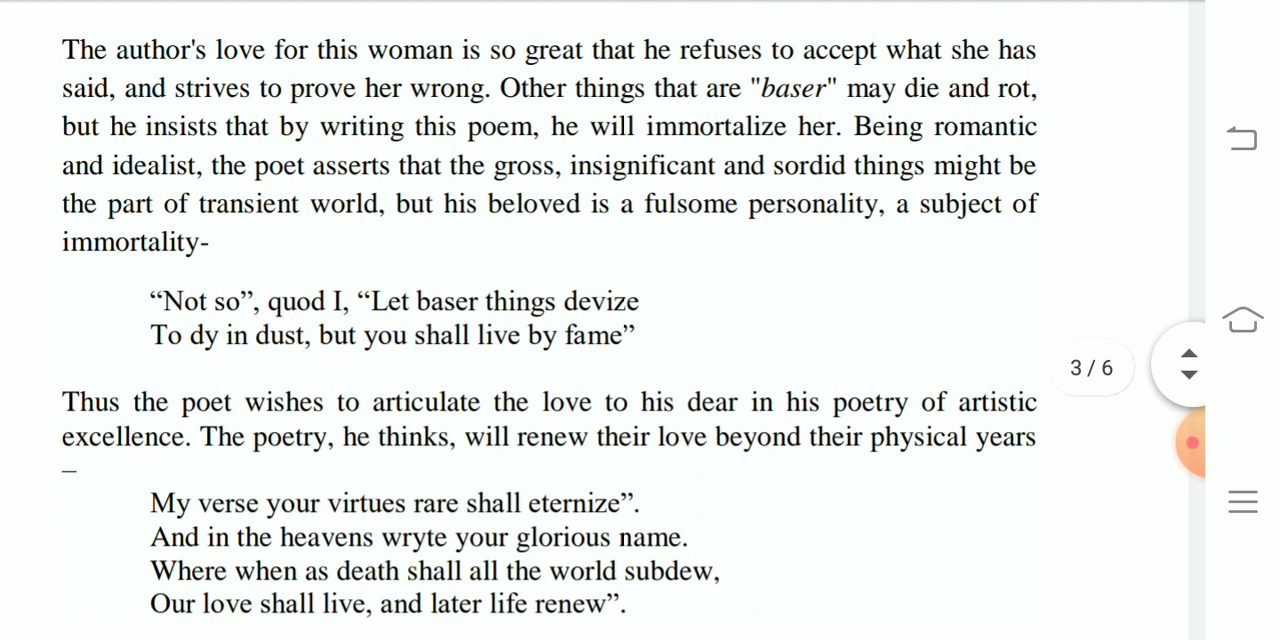 The author's love for this woman is so great that he refuses to accept what she has
said, and strives to prove her wrong. Other things that are "baser" may die and rot,
but he insists that by writing this poem, he will immortalize her. Being romantic
and idealist, the poet asserts that the gross, insignificant and sordid things might be
the part of transient world, but his beloved is a fulsome personality, a subject of
immortality-
“Not so”, quod I, “Let baser things devize
To dy in dust, but you shall live by fame”
3 / 6
Thus the poet wishes to articulate the love to his dear in his poetry of artistic
excellence. The poetry, he thinks, will renew their love beyond their physical years
–
My verse your virtues rare shall eternize”.
And in the heavens wryte your glorious name.
Where when as death shall all the world subdew,
Our love shall live, and later life renew”.